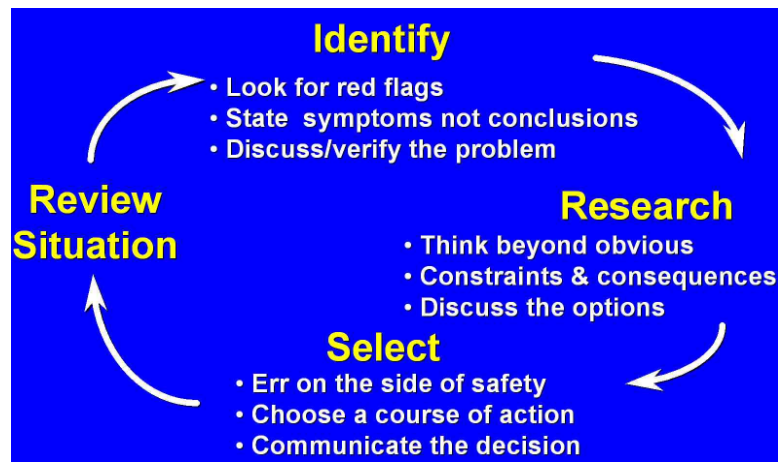 Identify
• Look for red flags
• State symptoms not conclusions
• Discuss/verify the problem
Research
• Think beyond obvious
• Constraints & consequences
• Discuss the options
Select
• Err on the side of safety
• Choose a course of action
• Communicate the decision
Review
Situation